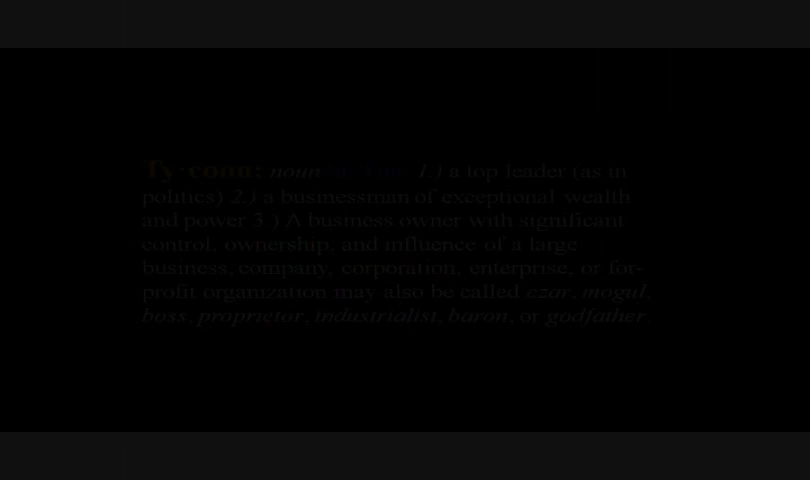 Ty·coon: noun 1.) a top leader (as in
politics) 2.) a businessman of exceptional wealth
and power 3.) A business owner with significant
control, ownership, and influence of a large
business, company, corporation, enterprise, or for-
profit organization may also be called czar, mogul,
boss, proprietor, industrialist, baron, or godfather.